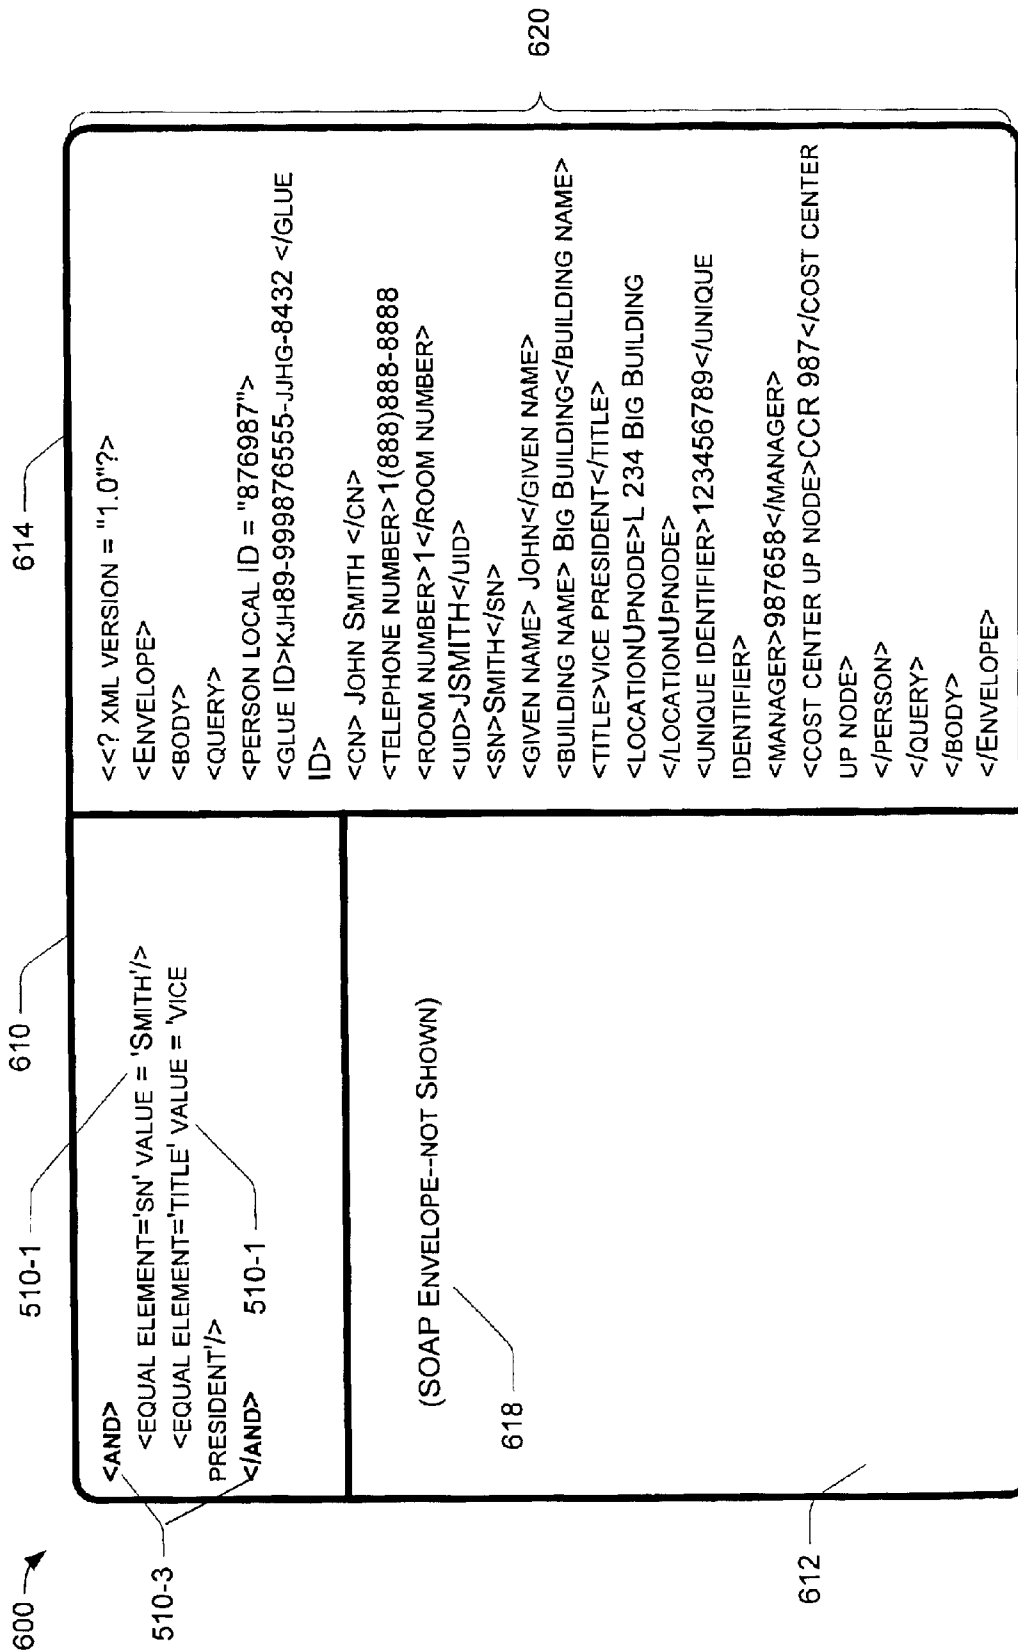 600
610
614
510-1
<AND>
<EQUAL ELEMENT='SN' VALUE = 'SMITH'/>
<EQUAL ELEMENT='TITLE' VALUE = 'VICE
PRESIDENT'/>
</AND>
510-1
510-3
(SOAP ENVELOPE--NOT SHOWN)
618
612
<<? XML VERSION = "1.0"?>
<ENVELOPE>
<BODY>
<QUERY>
<PERSON LOCAL ID = "876987">
<GLUE ID>KJH89-999876555-JJHG-8432 </GLUE
ID>
<CN> JOHN SMITH </CN>
<TELEPHONE NUMBER>1(888)888-8888
<ROOM NUMBER>1</ROOM NUMBER>
<UID>JSMITH</UID>
<SN>SMITH</SN>
<GIVEN NAME> JOHN</GIVEN NAME>
<BUILDING NAME> BIG BUILDING</BUILDING NAME>
<TITLE>VICE PRESIDENT</TITLE>
<LOCATIONUPNODE>L 234 BIG BUILDING
</LOCATIONUPNODE>
<UNIQUE IDENTIFIER>123456789</UNIQUE
IDENTIFIER>
<MANAGER>987658</MANAGER>
<COST CENTER UP NODE>CCR 987</COST CENTER
UP NODE>
</PERSON>
</QUERY>
</BODY>
</ENVELOPE>
620